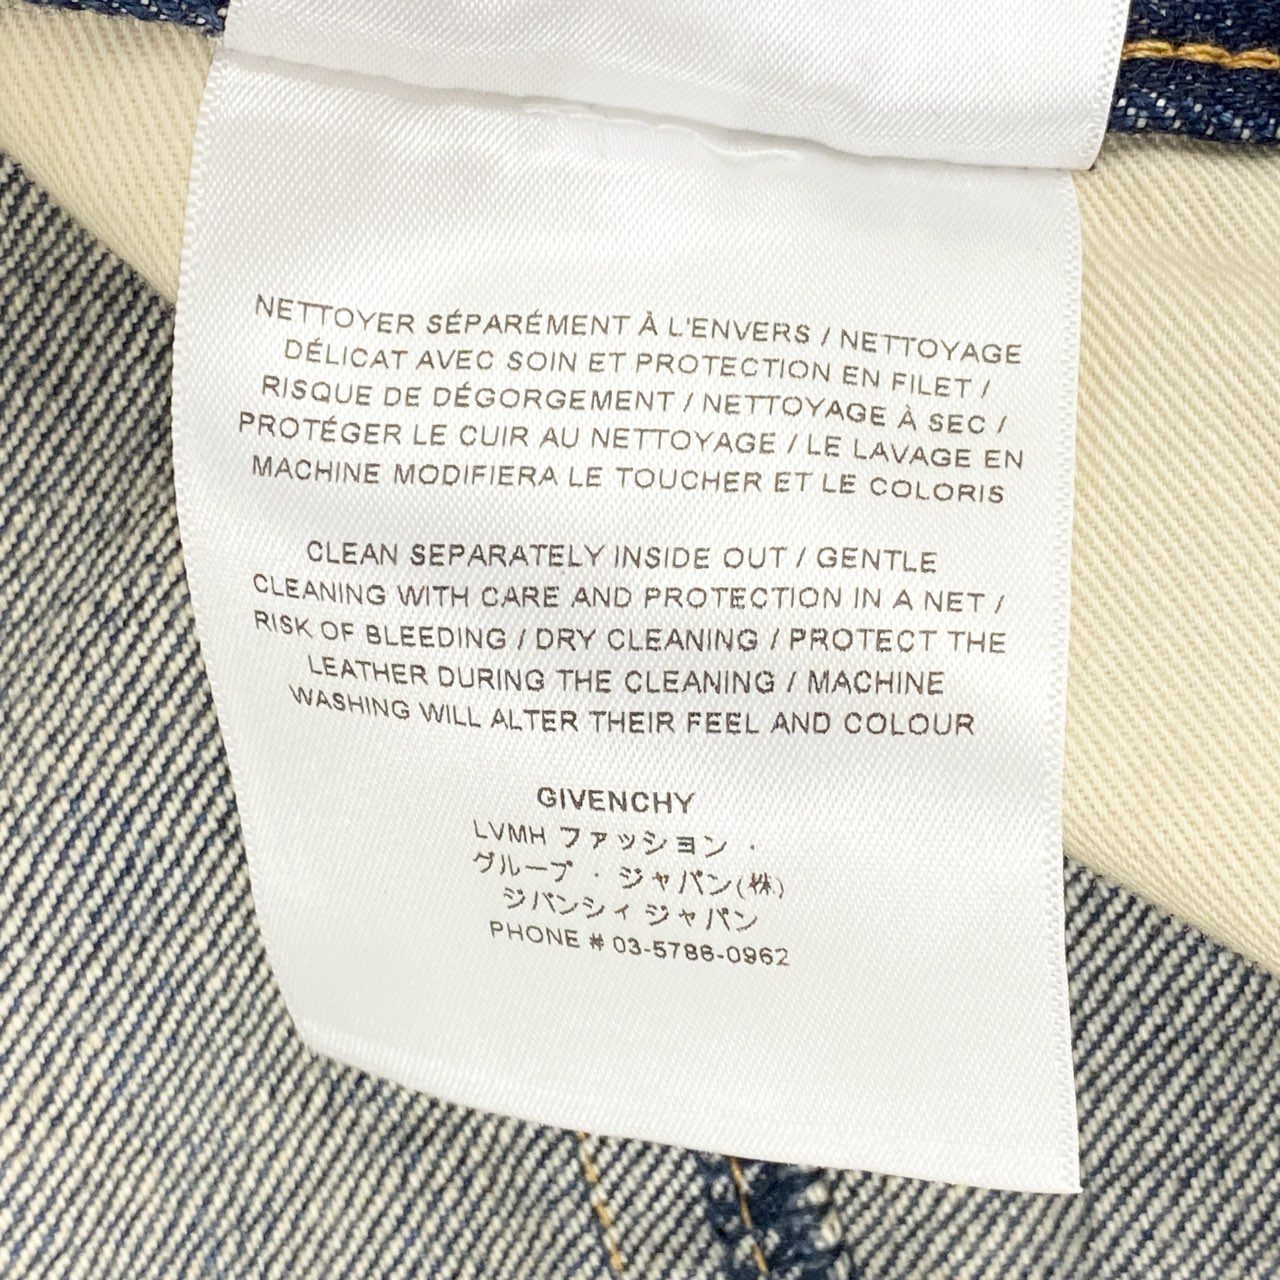 NETTOYER SÉPARÉMENT À L'ENVERS / NETTOYAGE
DÉLICAT AVEC SOIN ET PROTECTION EN FILET /
RISQUE DE DÉGORGEMENT / NETTOYAGE À SEC /
PROTÉGER LE CUIR AU NETTOYAGE / LE LAVAGE EN
MACHINE MODIFIERA LE TOUCHER ET LE COLORIS
CLEAN SEPARATELY INSIDE OUT / GENTLE
CLEANING WITH CARE AND PROTECTION IN A NET /
RISK OF BLEEDING / DRY CLEANING / PROTECT THE
LEATHER DURING THE CLEANING / MACHINE
WASHING WILL ALTER THEIR FEEL AND COLOUR
GIVENCHY
LVMH ファッション ・
グループ ・ ジャパン(株)
ジバンシィ ジャパン
PHONE # 03-5786-0962